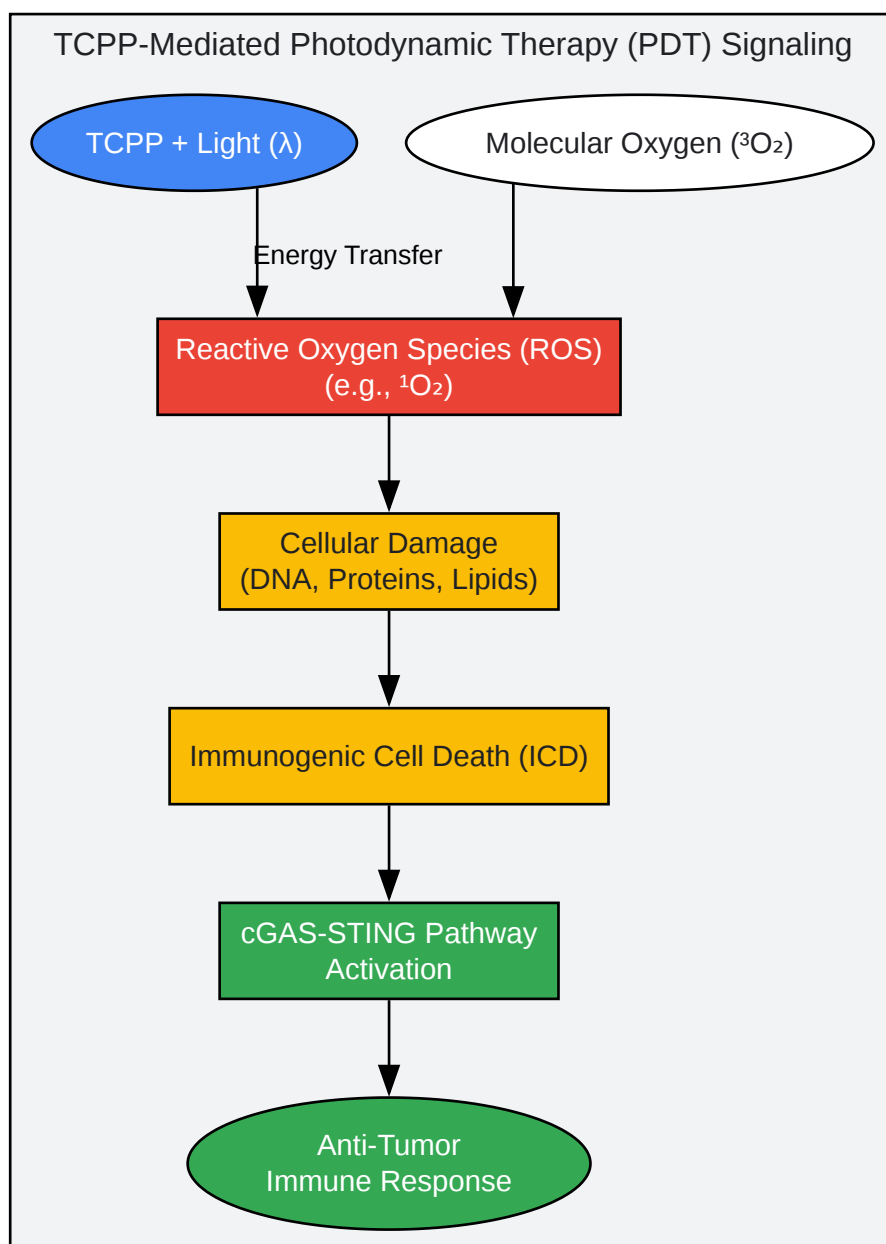 TCPP-Mediated Photodynamic Therapy (PDT) Signaling
TCPP + Light (λ)
Molecular Oxygen (³O₂)
Energy Transfer
Reactive Oxygen Species (ROS)
(e.g., ¹O₂)
Cellular Damage
(DNA, Proteins, Lipids)
Immunogenic Cell Death (ICD)
cGAS-STING Pathway
Activation
Anti-Tumor
Immune Response